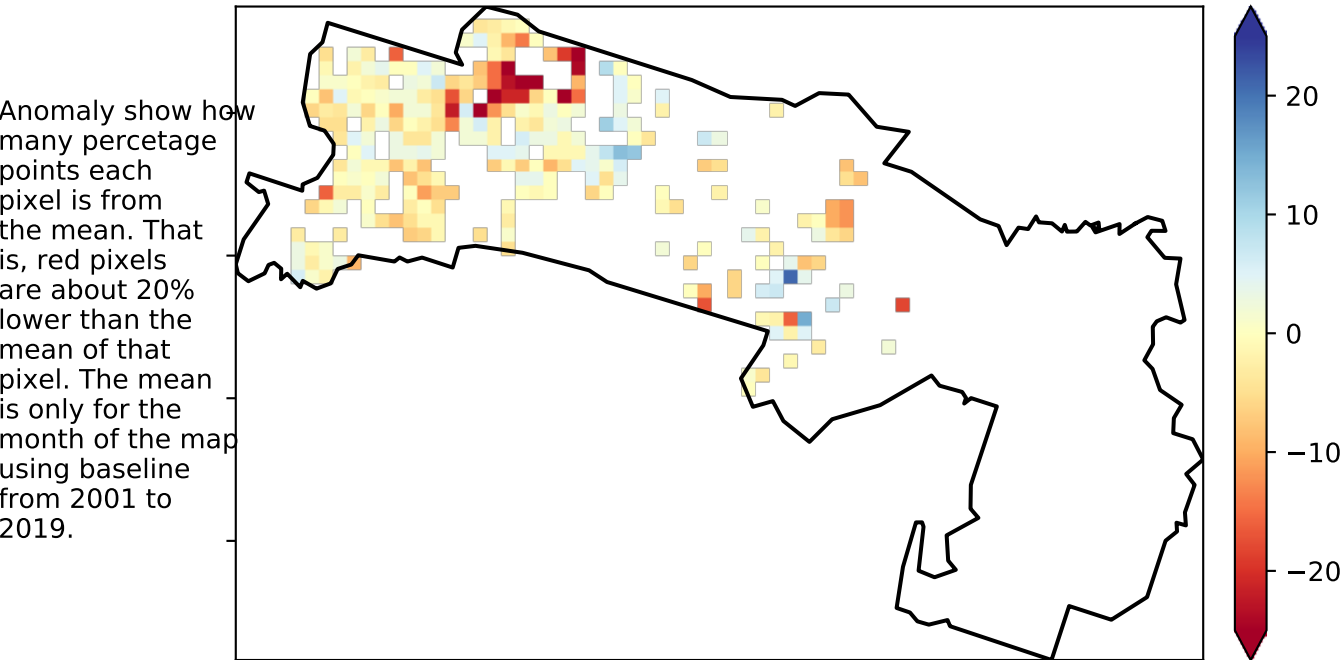 Anomaly show how
many percetage
points each
pixel is from
the mean. That
is, red pixels
are about 20%
lower than the
mean of that
pixel. The mean
is only for the
month of the map
using baseline
from 2001 to
2019.
20
10
0
−10
−20